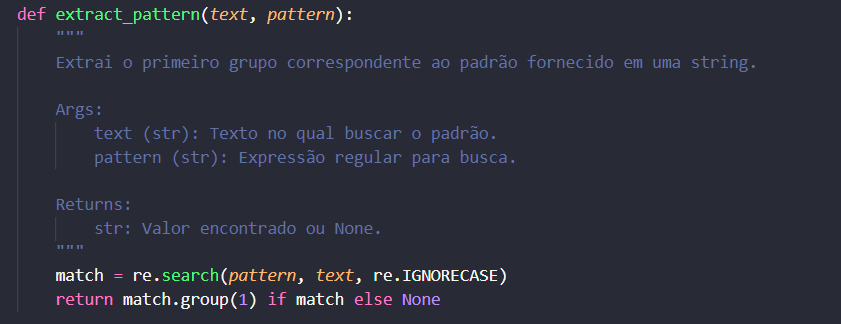 def extract_pattern(text, pattern):
"""
Extrai o primeiro grupo correspondente ao padrão fornecido em uma string.
Args:
text (str): Texto no qual buscar o padrão.
pattern (str): Expressão regular para busca.
Returns:
str: Valor encontrado ou None.
"""
match = re.search(pattern, text, re.IGNORECASE)
return match.group(1) if match else None